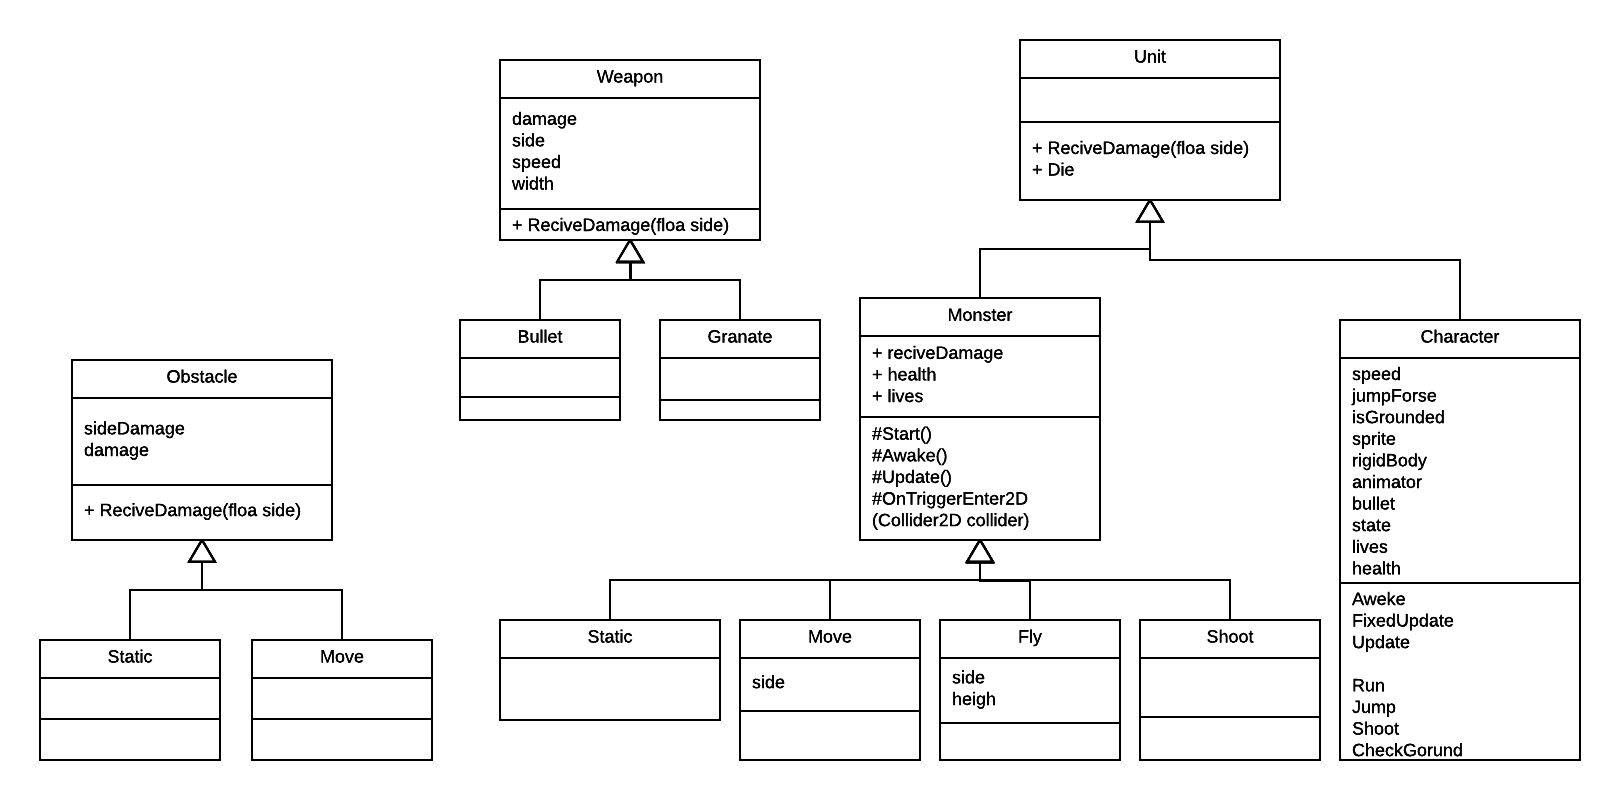 Weapon
damage
side
speed
width
+ ReciveDamage(floa side)
Bullet
Granate
Obstacle
sideDamage
damage
+ ReciveDamage(floa side)
Static
Move
Unit
+ ReciveDamage(floa side)
+ Die
Monster
+ reciveDamage
+ health
+ lives
#Start()
#Awake()
#Update()
#OnTriggerEnter2D
(Collider2D collider)
Static
Move
side
Fly
side
heigh
Shoot
Character
speed
jumpForse
isGrounded
sprite
rigidBody
animator
bullet
state
lives
health
Aweke
FixedUpdate
Update
Run
Jump
Shoot
CheckGorund